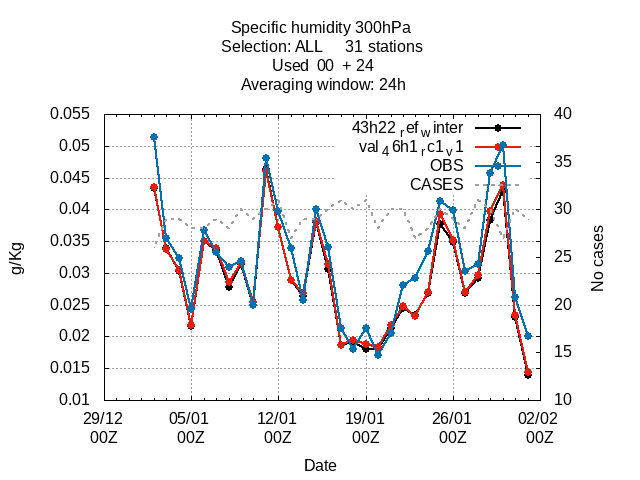 Specific humidity 300hPa
Selection: ALL 31 stations
Used 00 + 24
Averaging window: 24h
43h22 ref winter
val 46h1 rc1 v1
OBS
CASES
0.055
0.05
0.045
0.04
0.035
0.03
0.025
0.02
0.015
0.01
40
35
30
25
20
15
10
g/Kg
No cases
29/12 05/01 12/01 19/01 26/01 02/02
00Z 00Z 00Z 00Z 00Z 00Z
Date